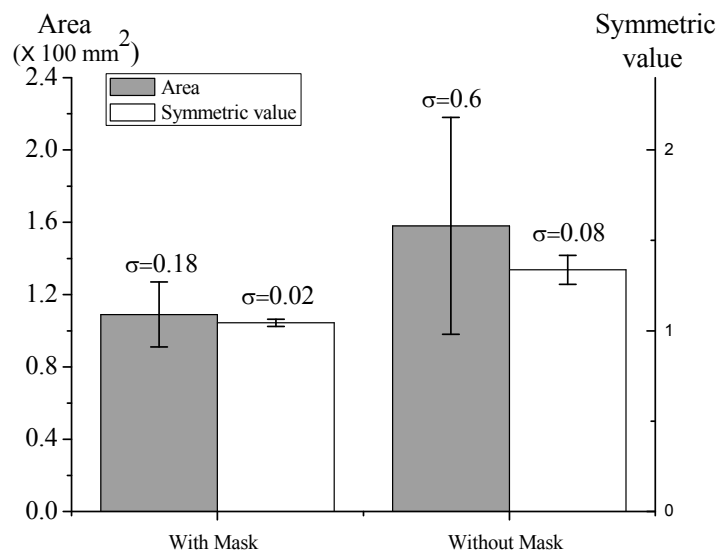 Area
(X 100 mm2)
Symmetric
value
2.4
2.0
1.6
1.2
0.8
0.4
0.0
Area
Symmetric value
σ=0.18
σ=0.02
σ=0.6
σ=0.08
2
1
0
With Mask
Without Mask